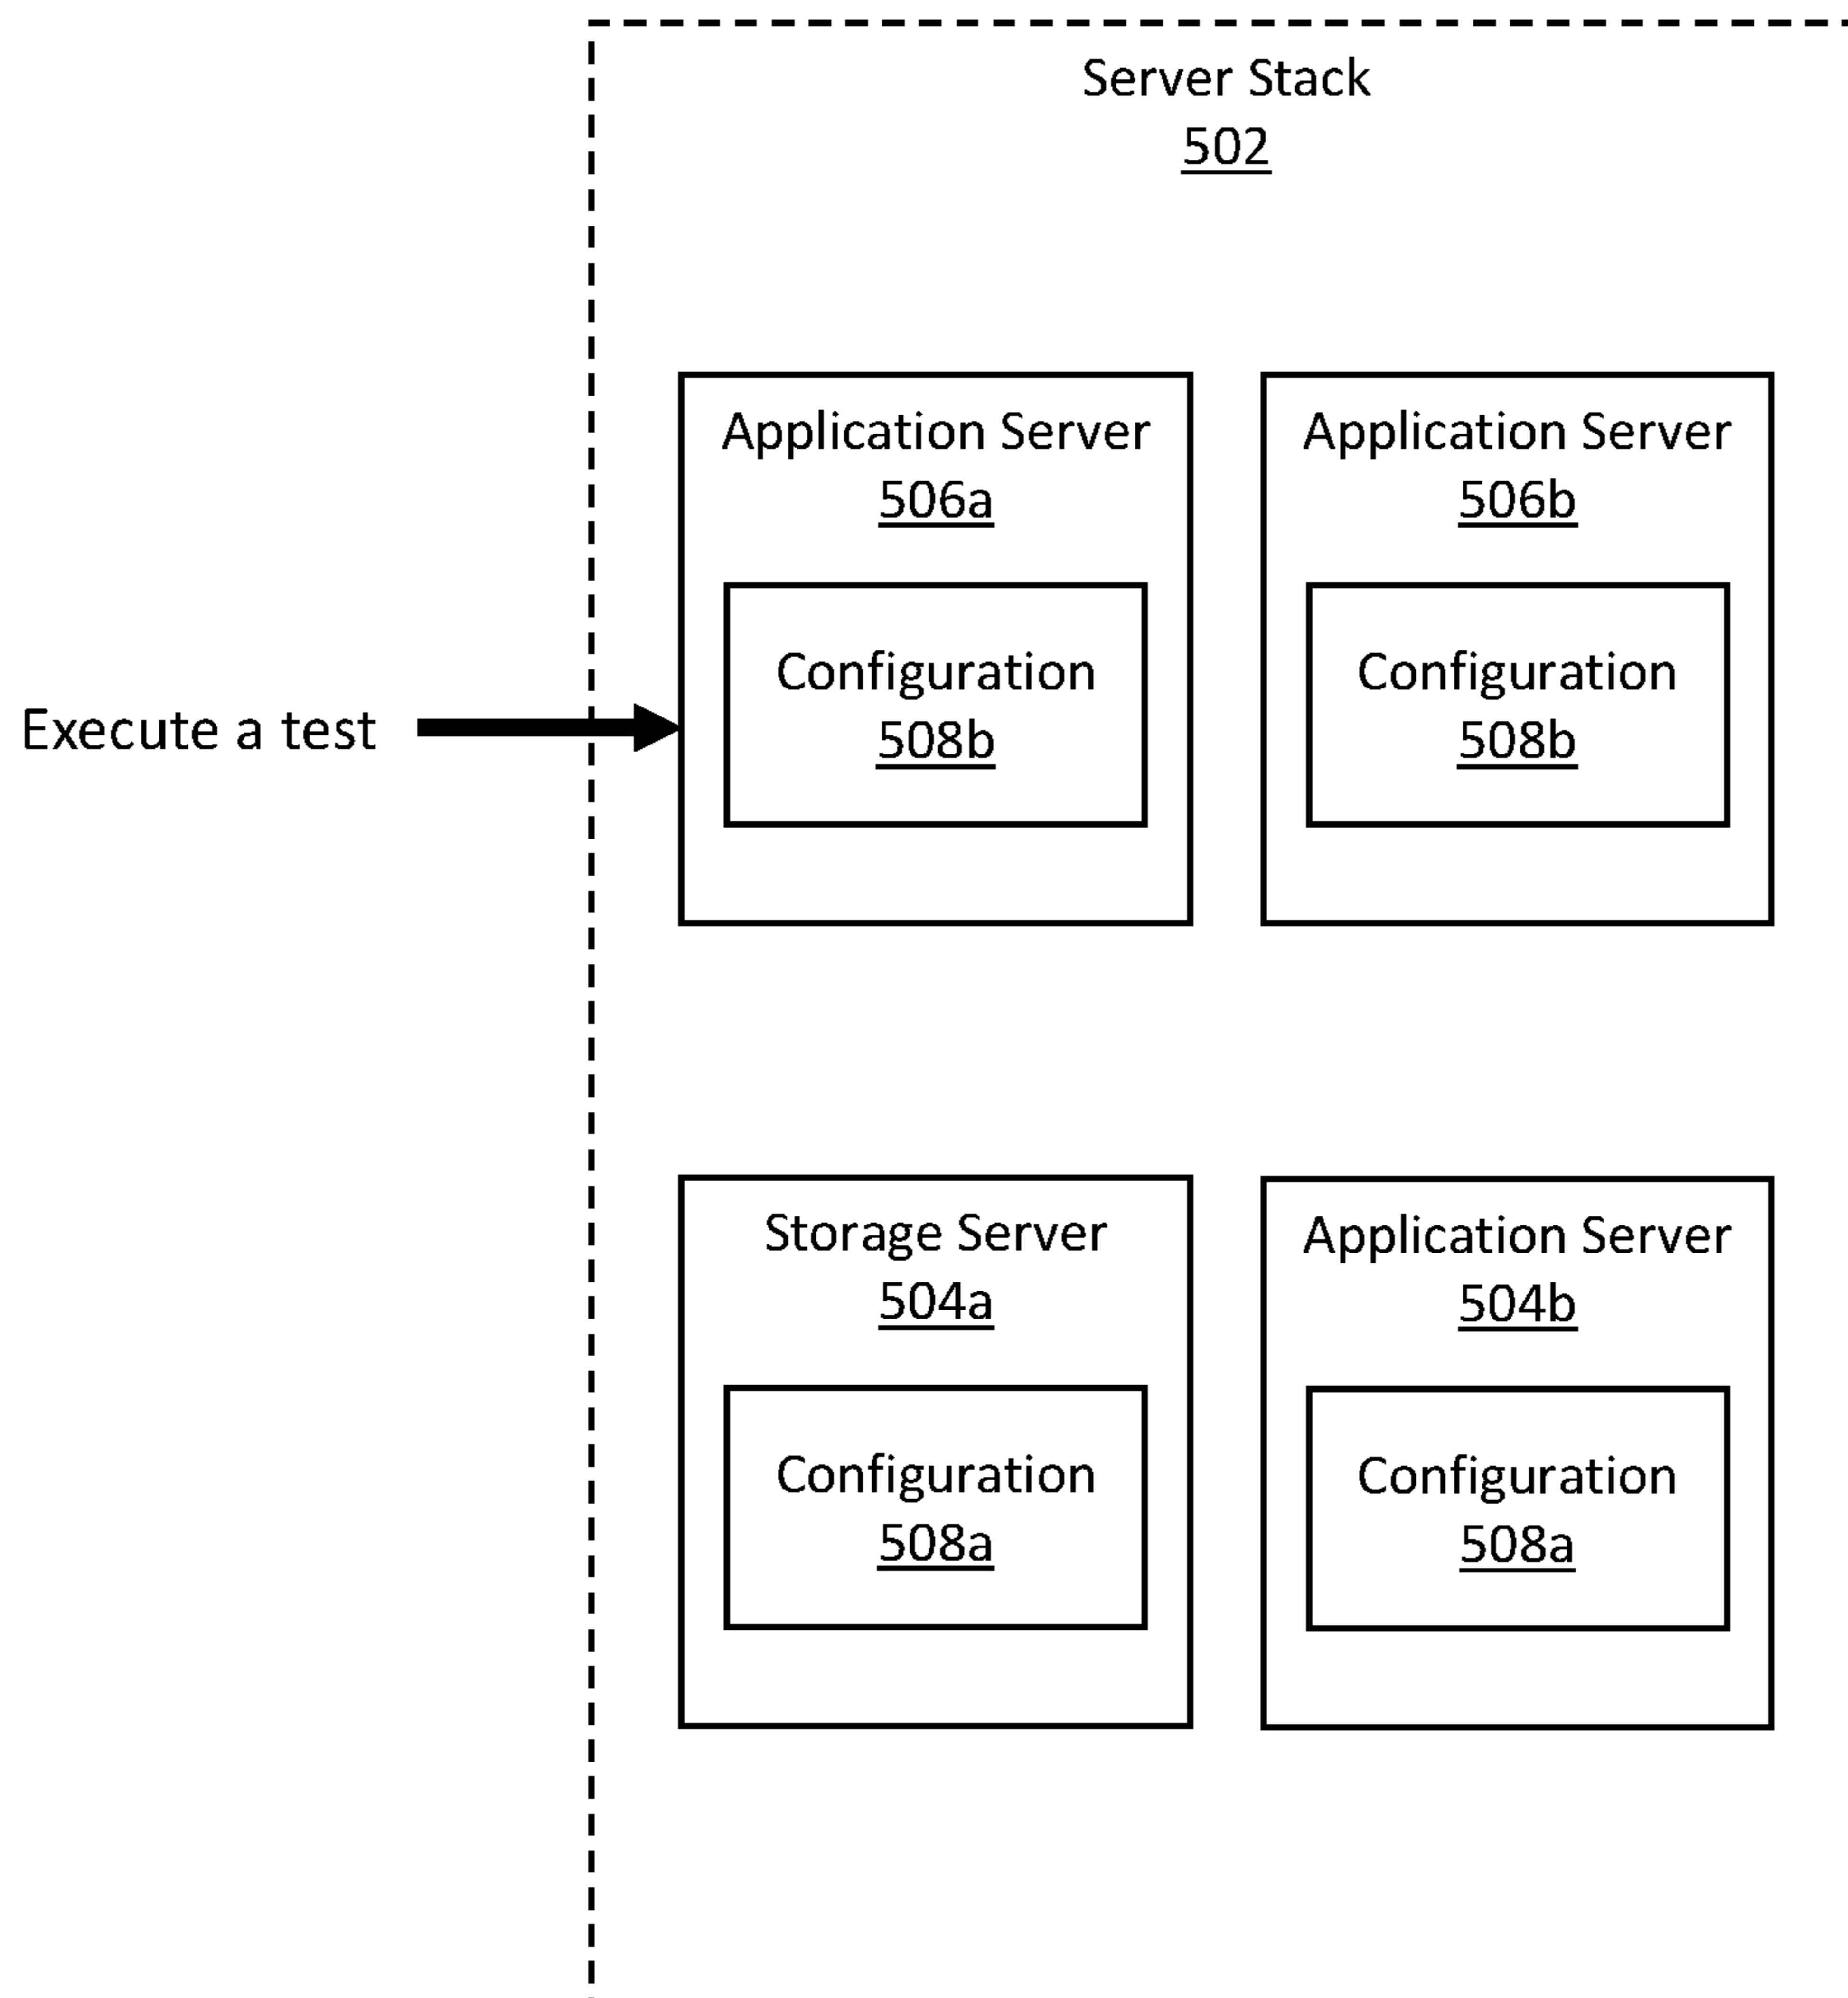 Server Stack
502
Application Server
506a
Application Server
506b
Configuration
508b
Configuration
508b
Execute a test
Storage Server
504a
Application Server
504b
Configuration
508a
Configuration
508a